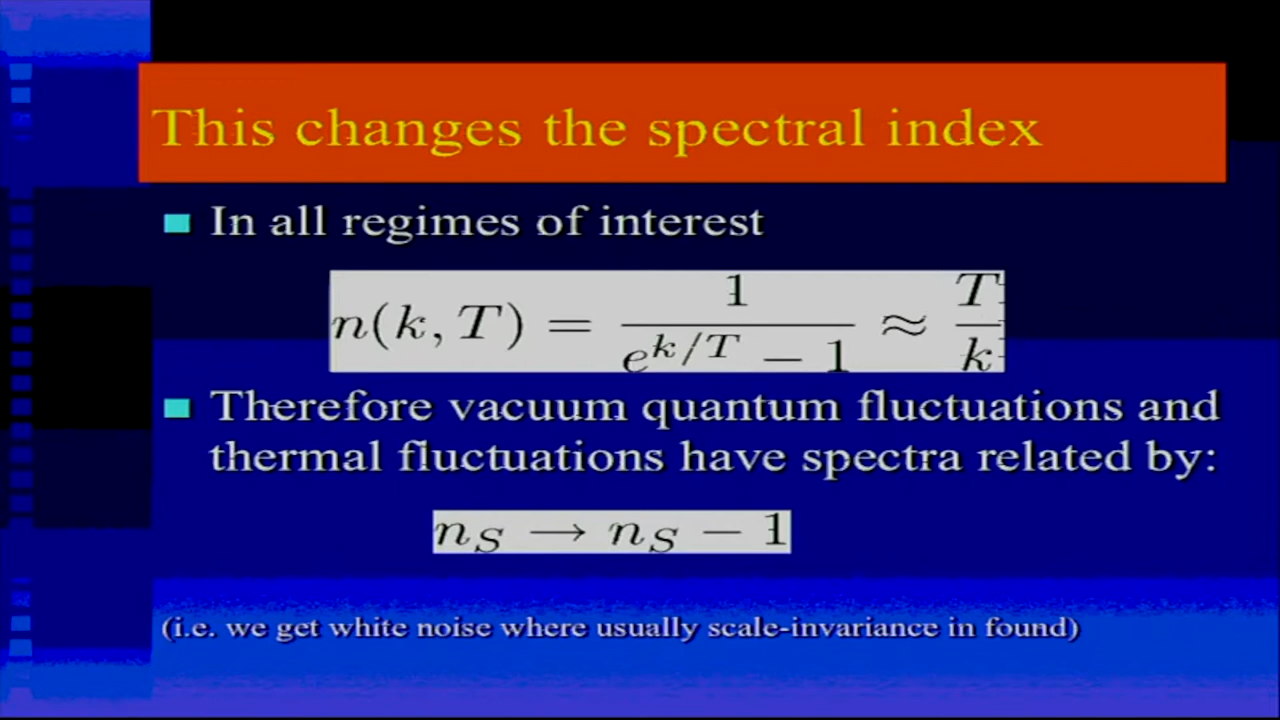 This changes the spectral index
In all regimes of interest
n(k, T) = 1 / (e^{k/T} − 1) ≈ T / k
Therefore vacuum quantum fluctuations and
thermal fluctuations have spectra related by:
n_S → n_S − 1
(i.e. we get white noise where usually scale-invariance in found)